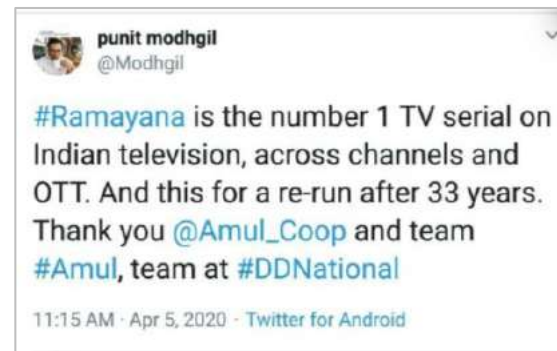 punit modhgil
@Modhgil
#Ramayana is the number 1 TV serial on
Indian television, across channels and
OTT. And this for a re-run after 33 years.
Thank you @Amul_Coop and team
#Amul, team at #DDNational
11:15 AM · Apr 5, 2020 · Twitter for Android